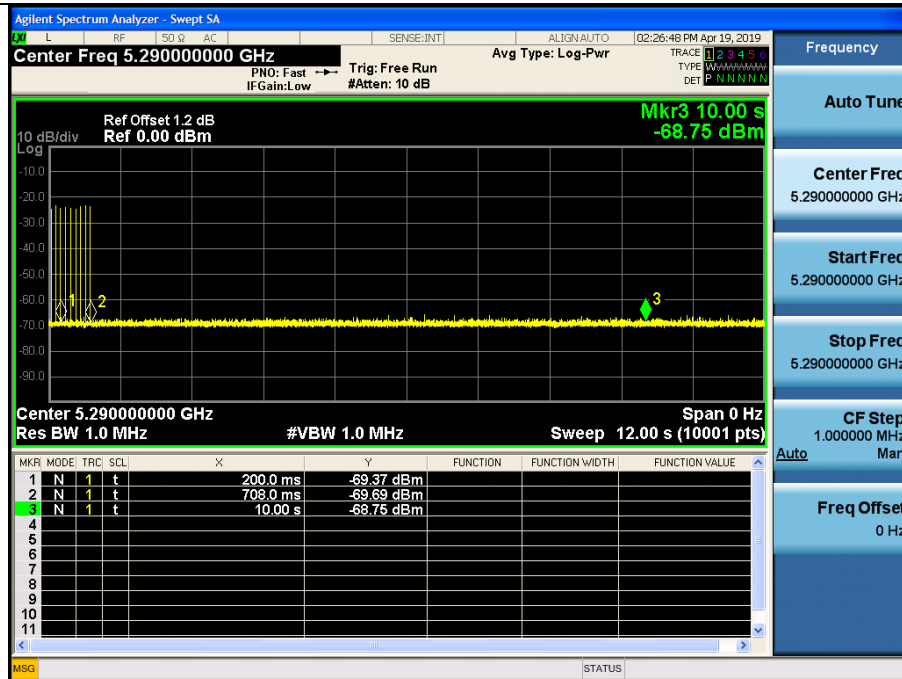 Agilent Spectrum Analyzer - Swept SA
LXI L RF 50 Ω AC SENSE:INT ALIGN AUTO 02:26:48 PM Apr 19, 2019
Center Freq 5.290000000 GHz
PNO: Fast
IFGain:Low
Trig: Free Run
#Atten: 10 dB
Avg Type: Log-Pwr
TRACE 1 2 3 4 5 6
TYPE WWWWWW
DET P N N N N N
Mkr3 10.00 s
-68.75 dBm
Ref Offset 1.2 dB
10 dB/div Ref 0.00 dBm
Log
-10.0
-20.0
-30.0
-40.0
-50.0
-60.0
-70.0
-80.0
-90.0
1 2 3
Center 5.290000000 GHz Span 0 Hz
Res BW 1.0 MHz #VBW 1.0 MHz Sweep 12.00 s (10001 pts)
MKR MODE TRC SCL X Y FUNCTION FUNCTION WIDTH FUNCTION VALUE
1 N 1 t 200.0 ms -69.37 dBm
2 N 1 t 708.0 ms -69.69 dBm
3 N 1 t 10.00 s -68.75 dBm
4
5
6
7
8
9
10
11
MSG STATUS
Frequency
Auto Tune
Center Freq
5.290000000 GHz
Start Freq
5.290000000 GHz
Stop Freq
5.290000000 GHz
CF Step
1.000000 MHz
Auto Man
Freq Offset
0 Hz